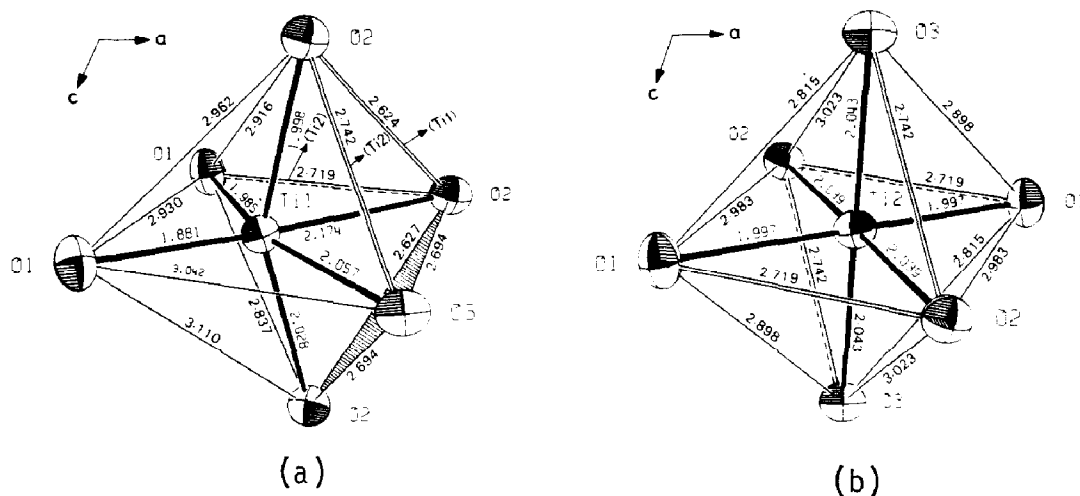 a
c
O2
2.962
2.916
1.998
(Ti2)
2.742
(Ti2)
2.624
(Ti1)
O1
2.719
O2
1.985
Ti1
2.930
1.881
2.174
2.627
2.694
O1
3.042
2.057
O3
2.837
2.028
3.110
2.694
O2
(a)
a
c
O3
2.815
3.023
2.043
2.742
2.898
O2
2.719
2.983
Ti2
1.997
O1
1.997
2.742
2.815
2.983
2.719
O2
2.898
2.043
3.023
O3
(b)